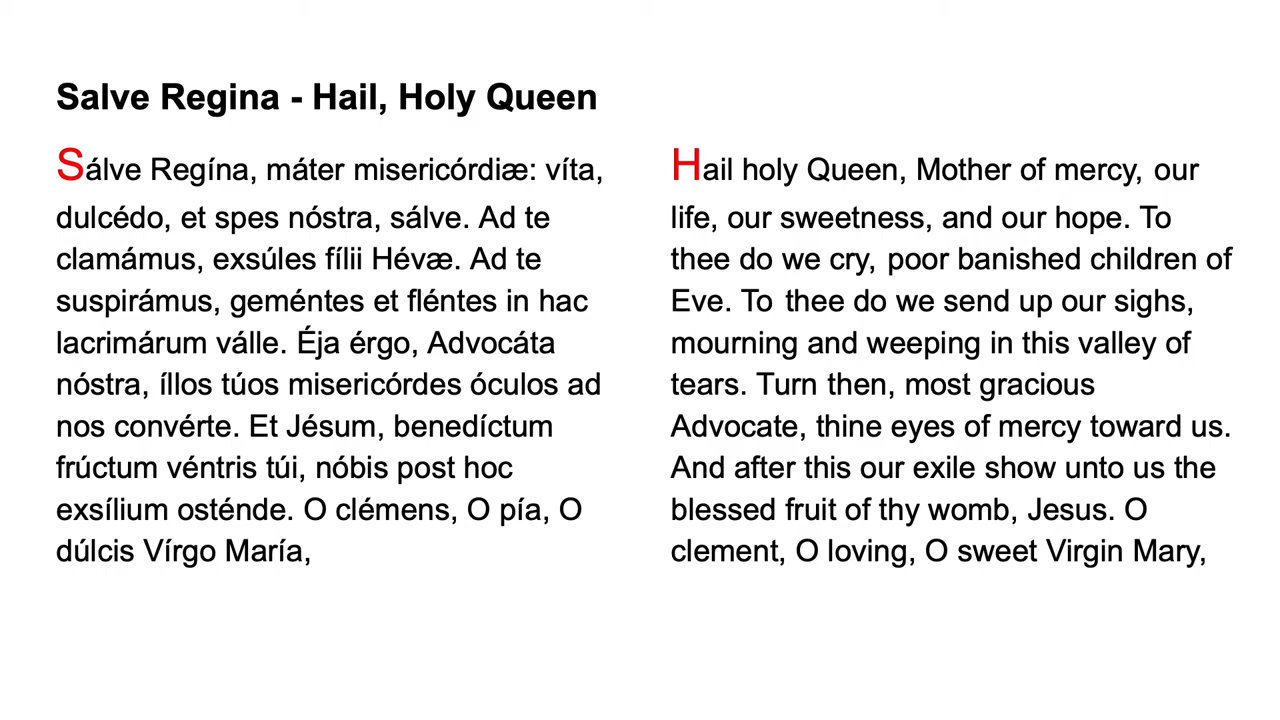 Salve Regina - Hail, Holy Queen
Sálve Regína, máter misericórdiæ: víta,
dulcédo, et spes nóstra, sálve. Ad te
clamámus, exsúles fílii Hévæ. Ad te
suspirámus, geméntes et fléntes in hac
lacrimárum válle. Éja érgo, Advocáta
nóstra, íllos túos misericórdes óculos ad
nos convérte. Et Jésum, benedíctum
frúctum véntris túi, nóbis post hoc
exsílium osténde. O clémens, O pía, O
dúlcis Vírgo María,
Hail holy Queen, Mother of mercy, our
life, our sweetness, and our hope. To
thee do we cry, poor banished children of
Eve. To thee do we send up our sighs,
mourning and weeping in this valley of
tears. Turn then, most gracious
Advocate, thine eyes of mercy toward us.
And after this our exile show unto us the
blessed fruit of thy womb, Jesus. O
clement, O loving, O sweet Virgin Mary,